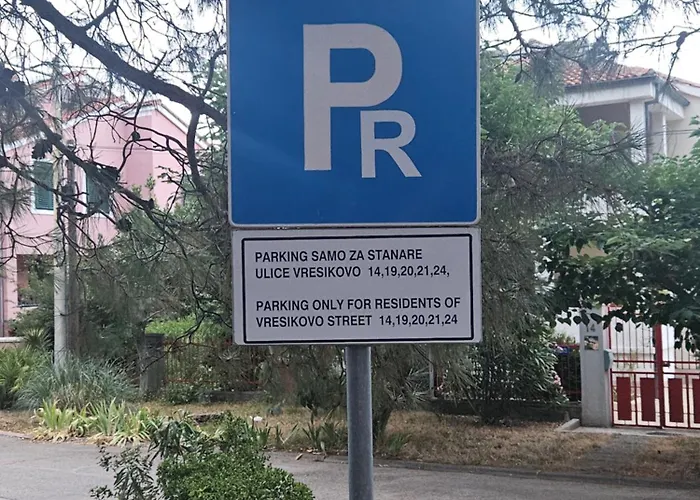 PR
PARKING SAMO ZA STANARE
ULICE VRESIKOVO 14,19,20,21,24,
PARKING ONLY FOR RESIDENTS OF
VRESIKOVO STREET 14,19,20,21,24
14